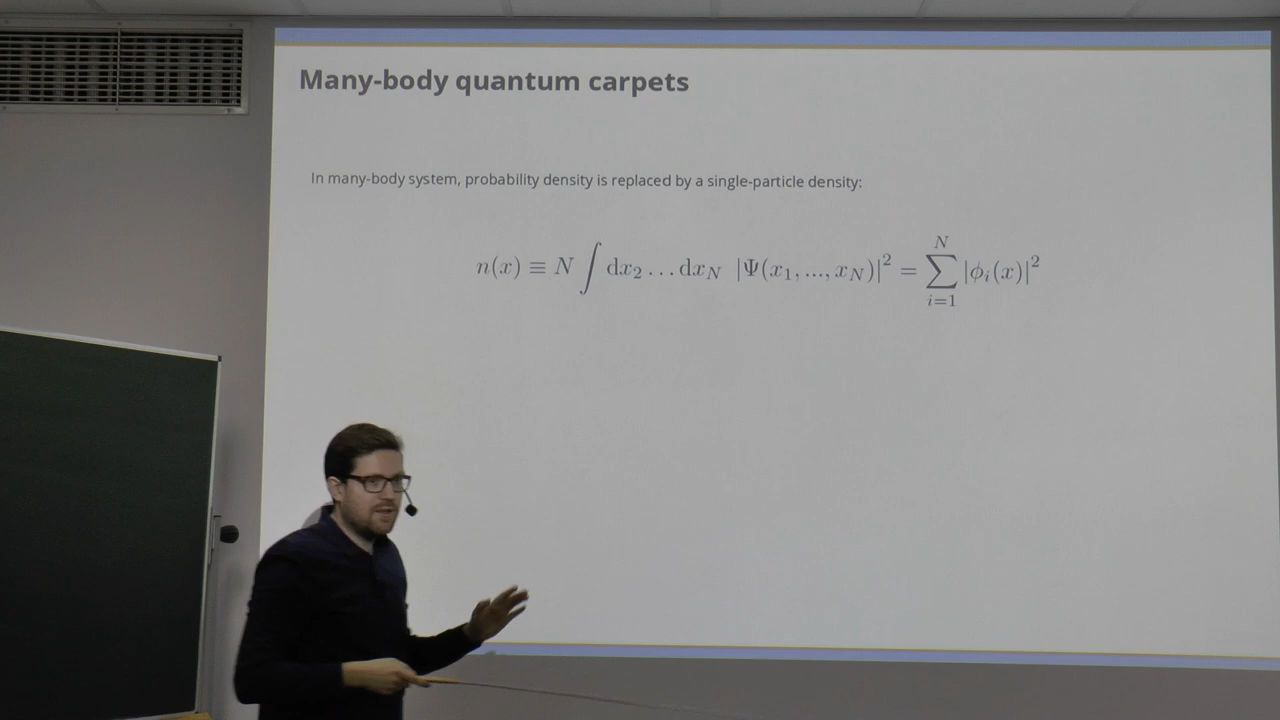 Many-body quantum carpets
In many-body system, probability density is replaced by a single-particle density:
n(x) ≡ N ∫ dx₂ … dx_N |Ψ(x₁, ..., x_N)|² = ∑_{i=1}^{N} |ϕᵢ(x)|²